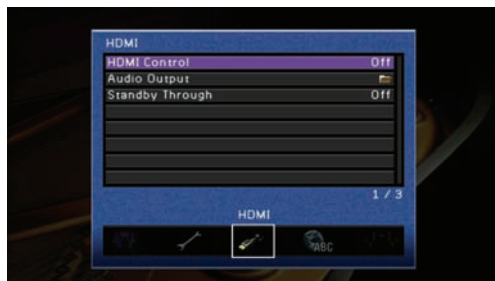 HDMI
HDMI Control Off
Audio Output
Standby Through Off
1 / 3
HDMI
ABC